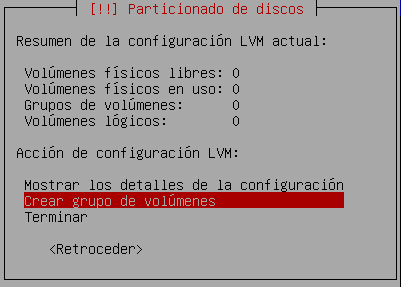 [!!] Particionado de discos
Resumen de la configuración LVM actual:
Volúmenes físicos libres: 0
Volúmenes físicos en uso: 0
Grupos de volúmenes: 0
Volúmenes lógicos: 0
Acción de configuración LVM:
Mostrar los detalles de la configuración
Crear grupo de volúmenes
Terminar
<Retroceder>